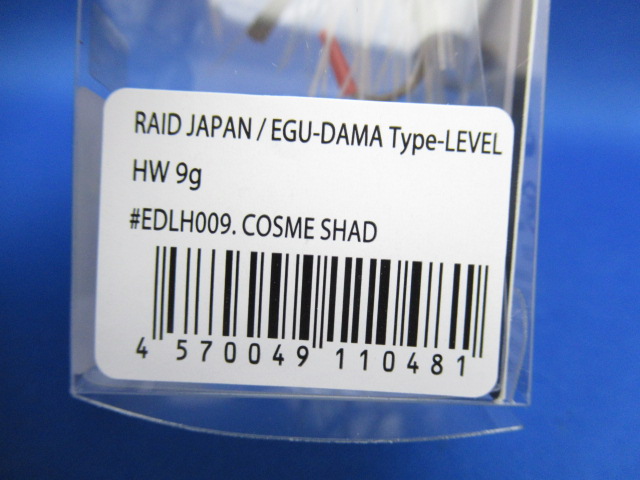 RAID JAPAN / EGU-DAMA Type-LEVEL
HW 9g
#EDLH009. COSME SHAD
4 570049 110481